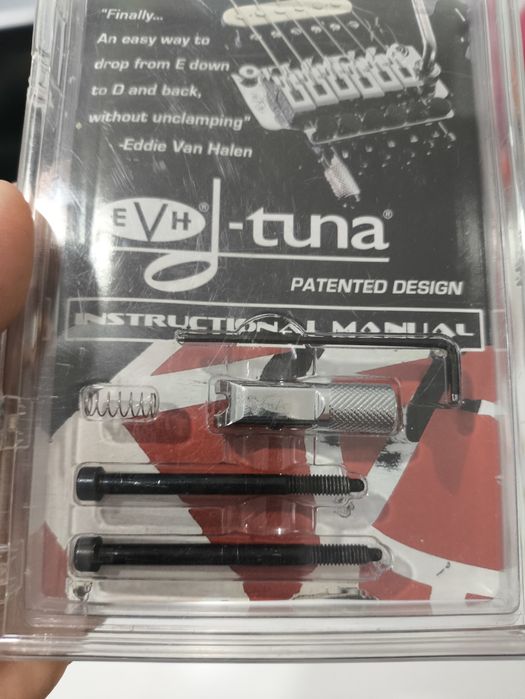 "Finally...
An easy way to
drop from E down
to D and back,
without unclamping"
-Eddie Van Halen
EVH® -tuna®
PATENTED DESIGN
INSTRUCTIONAL MANUAL